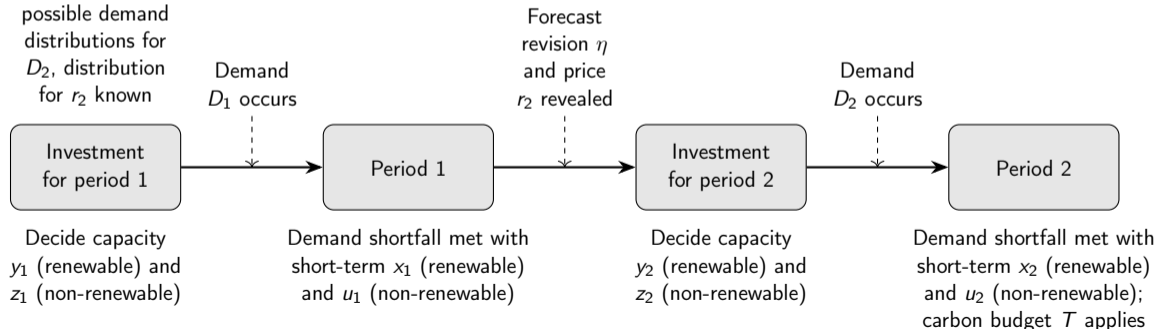 possible demand
distributions for
D₂, distribution
for r₂ known
Demand
D₁ occurs
Forecast
revision η
and price
r₂ revealed
Demand
D₂ occurs
Investment
for period 1
Period 1
Investment
for period 2
Period 2
Decide capacity
y₁ (renewable) and
z₁ (non-renewable)
Demand shortfall met with
short-term x₁ (renewable)
and u₁ (non-renewable)
Decide capacity
y₂ (renewable) and
z₂ (non-renewable)
Demand shortfall met with
short-term x₂ (renewable)
and u₂ (non-renewable);
carbon budget T applies